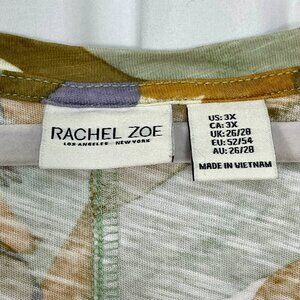 RACHEL ZOE
LOS ANGELES - NEW YORK
US: 3X
CA: 3X
UK: 26/28
EU: 52/54
AU: 26/28
MADE IN VIETNAM